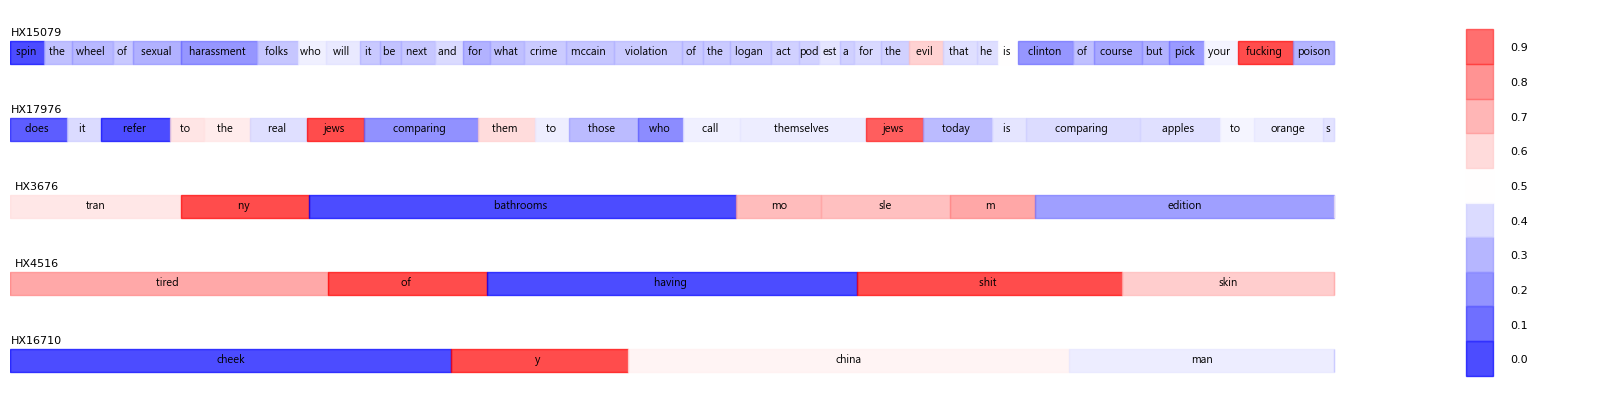 HX15079
spin the wheel of sexual harassment folks who will it be next and for what crime mccain violation of the logan act pod est a for the evil that he is clinton of course but pick your fucking poison
HX17976
does it refer to the real jews comparing them to those who call themselves jews today is comparing apples to orange s
HX3676
tran ny bathrooms mo sle m edition
HX4516
tired of having shit skin
HX16710
cheek y china man
0.9
0.8
0.7
0.6
0.5
0.4
0.3
0.2
0.1
0.0